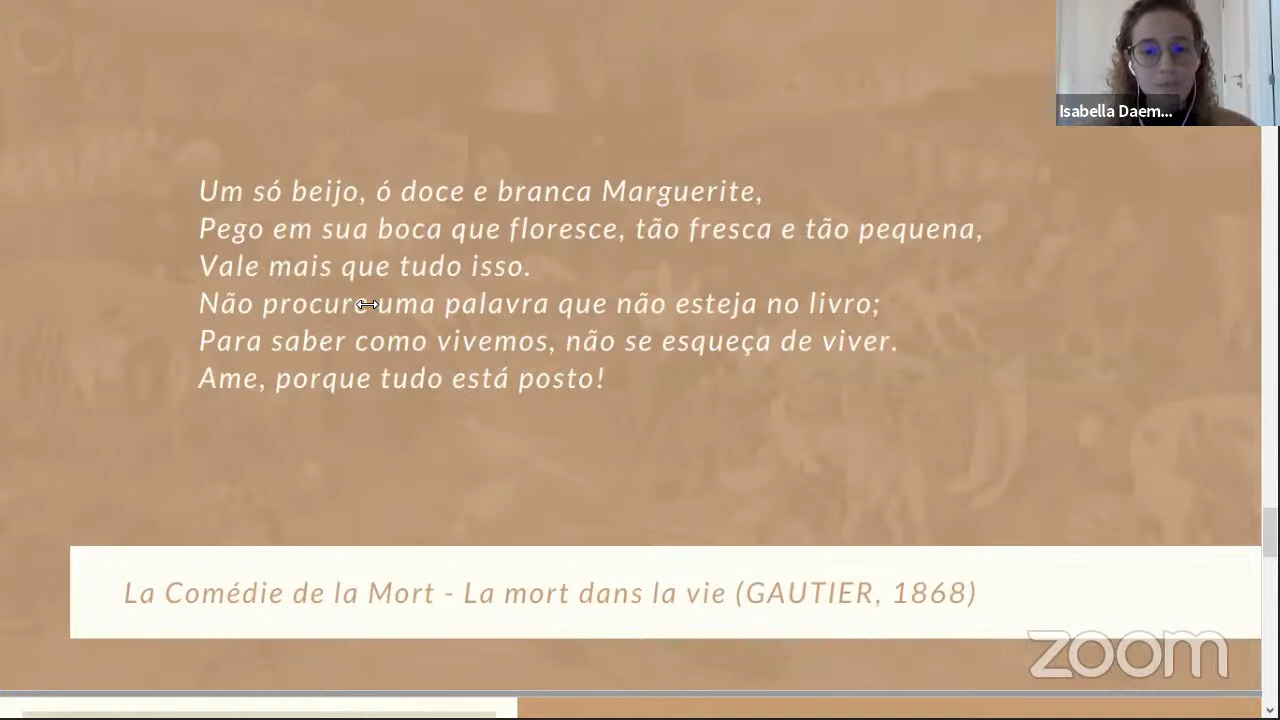 Isabella Daem...
Um só beijo, ó doce e branca Marguerite,
Pego em sua boca que floresce, tão fresca e tão pequena,
Vale mais que tudo isso.
Não procure uma palavra que não esteja no livro;
Para saber como vivemos, não se esqueça de viver.
Ame, porque tudo está posto!
La Comédie de la Mort - La mort dans la vie (GAUTIER, 1868)
zoom